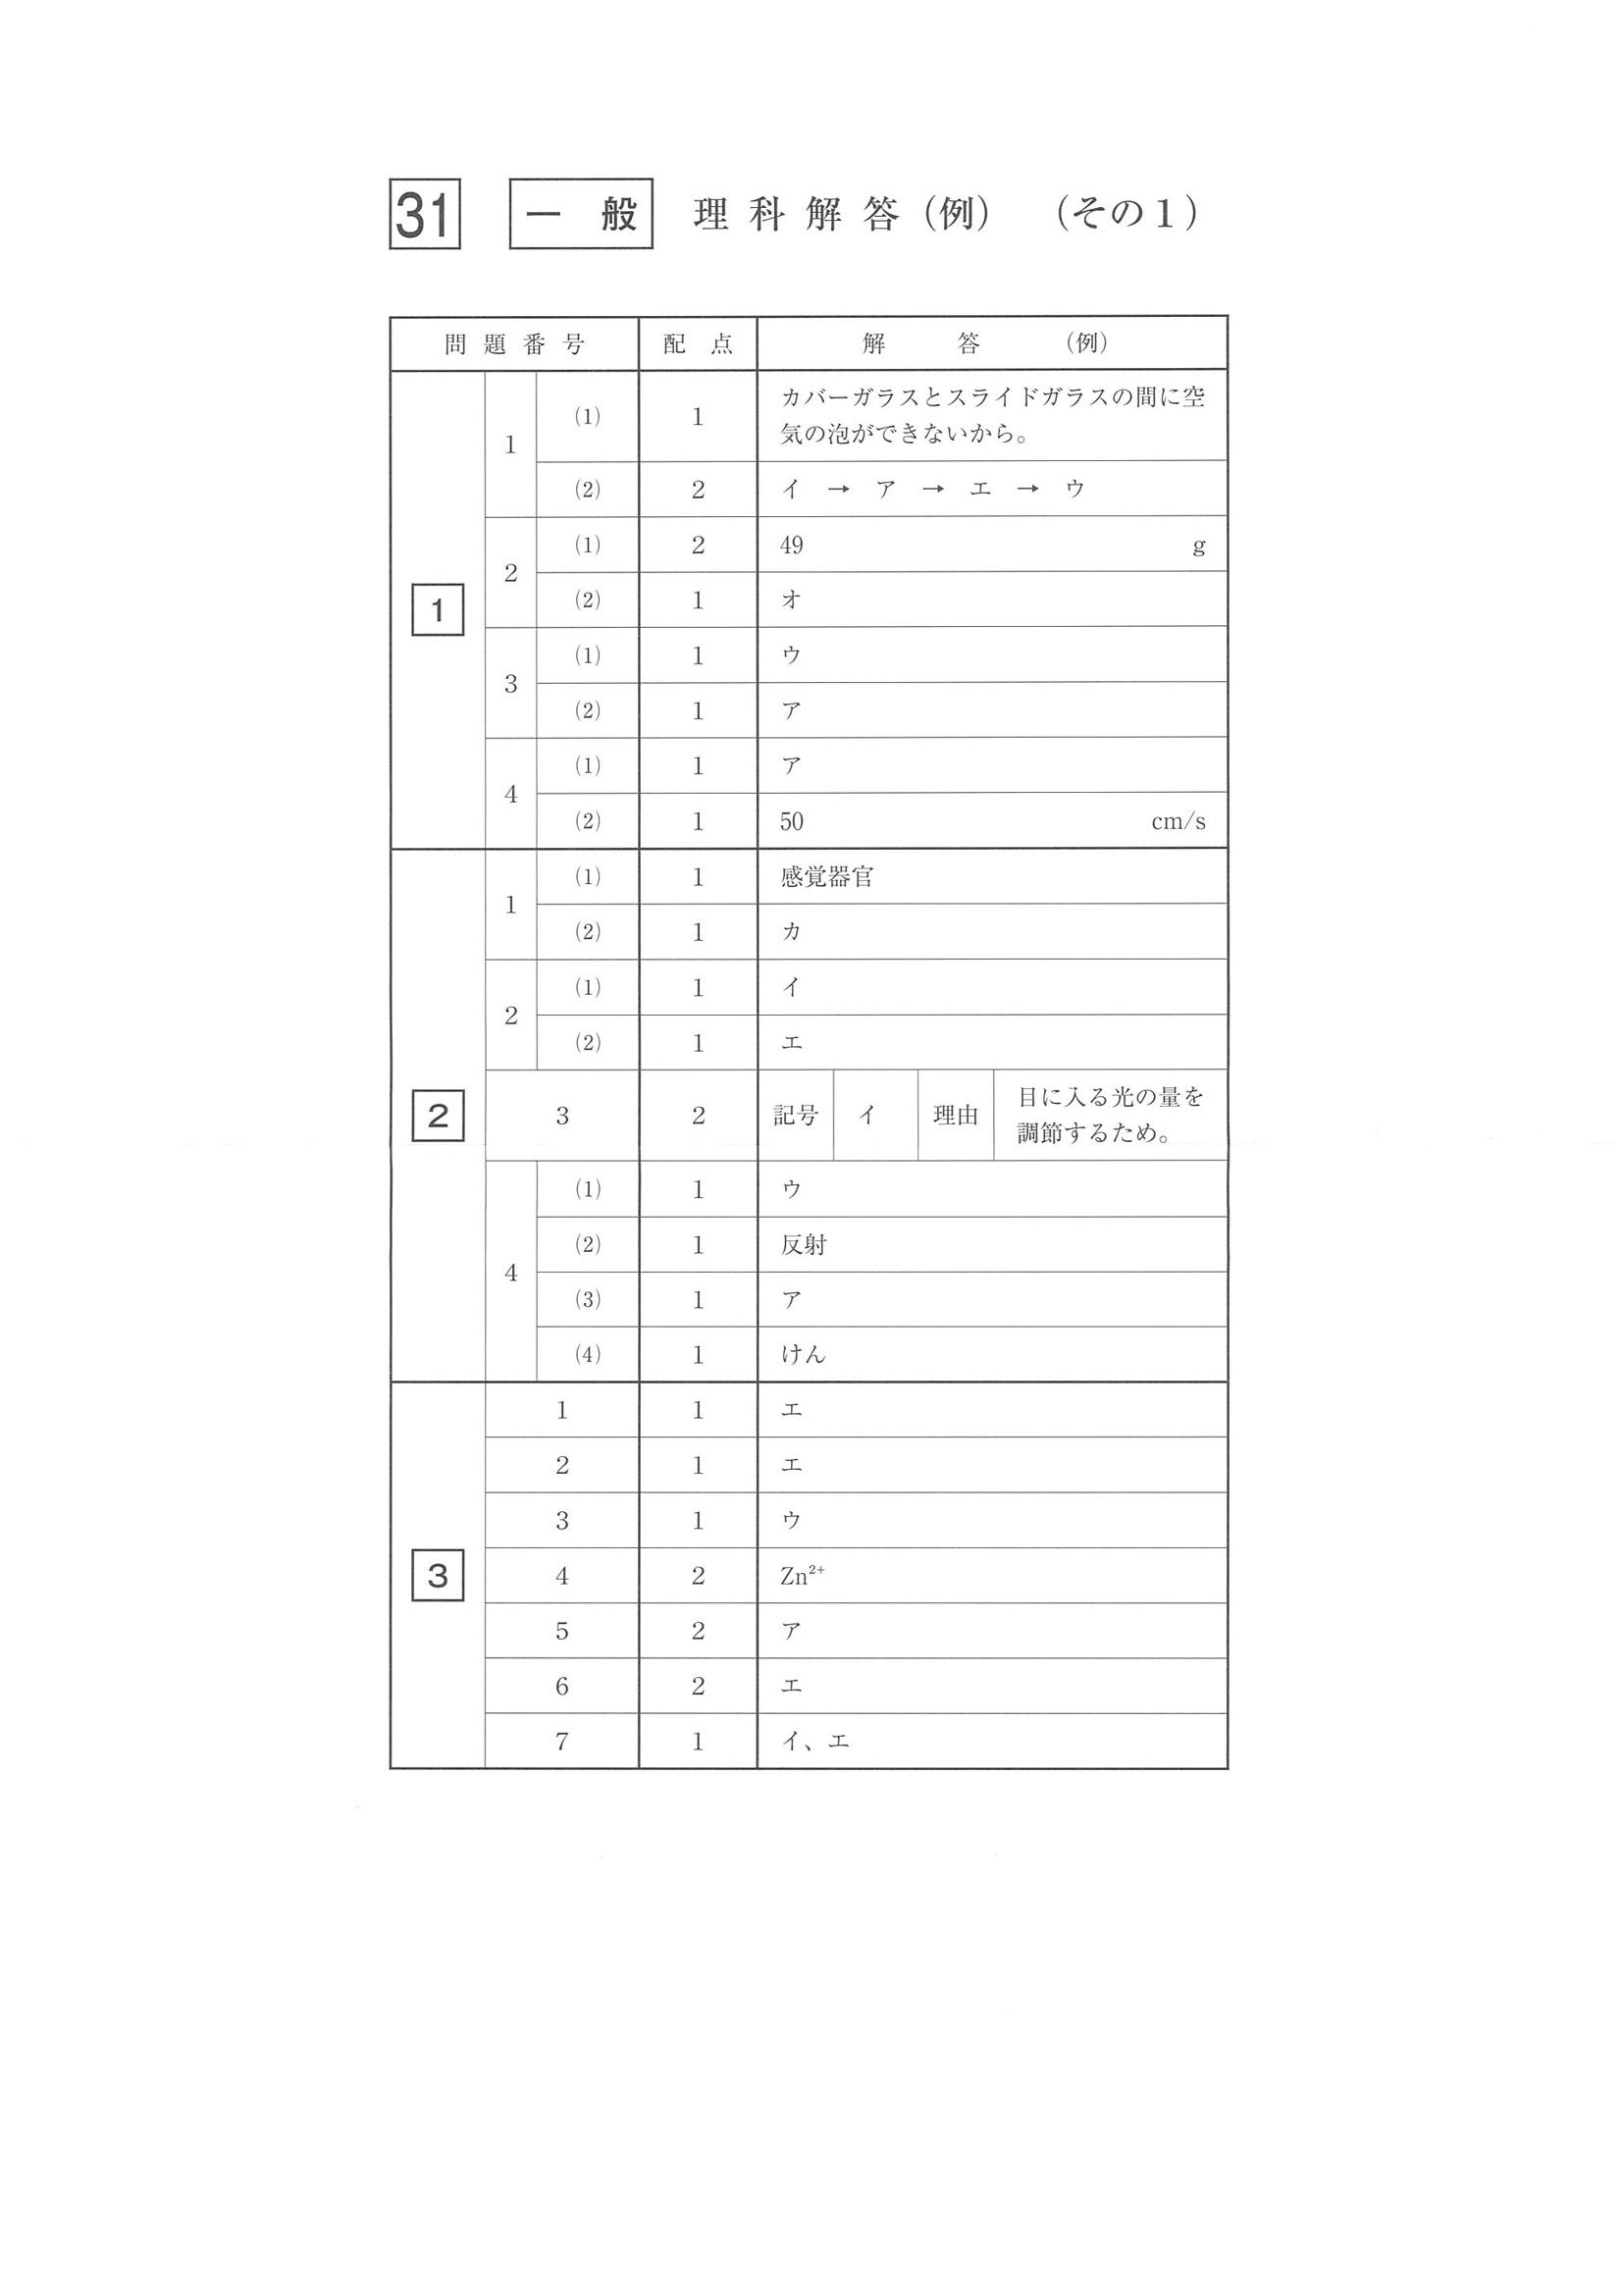 31 一般 理科解答(例) (その1)
問題番号 配点 解答 (例)
1 1 (1) 1 カバーガラスとスライドガラスの間に空
気の泡ができないから。
(2) 2 イ → ア → エ → ウ
2 (1) 2 49 g
(2) 1 オ
3 (1) 1 ウ
(2) 1 ア
4 (1) 1 ア
(2) 1 50 cm/s
2 1 (1) 1 感覚器官
(2) 1 カ
2 (1) 1 イ
(2) 1 エ
3 2 記号 イ 理由 目に入る光の量を
調節するため。
4 (1) 1 ウ
(2) 1 反射
(3) 1 ア
(4) 1 けん
3 1 1 エ
2 1 エ
3 1 ウ
4 2 Zn²⁺
5 2 ア
6 2 エ
7 1 イ、エ